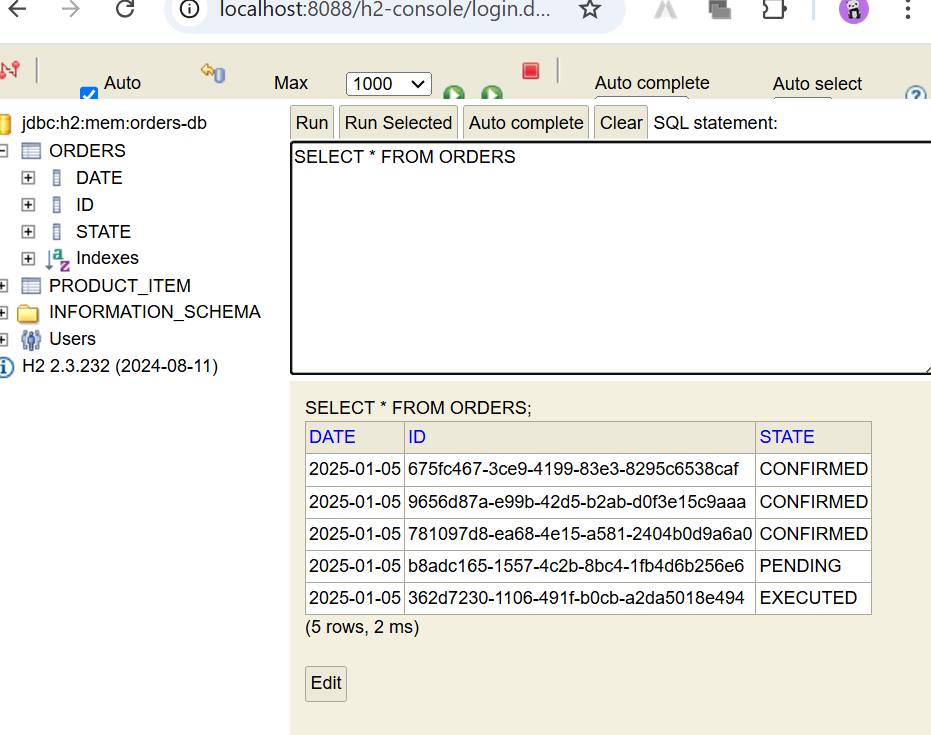 localhost:8088/h2-console/login.d...
Auto
Max
1000
Auto complete
Auto select
jdbc:h2:mem:orders-db
ORDERS
DATE
ID
STATE
Indexes
PRODUCT_ITEM
INFORMATION_SCHEMA
Users
H2 2.3.232 (2024-08-11)
Run Run Selected Auto complete Clear SQL statement:
SELECT * FROM ORDERS
SELECT * FROM ORDERS;
DATE ID STATE
2025-01-05 675fc467-3ce9-4199-83e3-8295c6538caf CONFIRMED
2025-01-05 9656d87a-e99b-42d5-b2ab-d0f3e15c9aaa CONFIRMED
2025-01-05 781097d8-ea68-4e15-a581-2404b0d9a6a0 CONFIRMED
2025-01-05 b8adc165-1557-4c2b-8bc4-1fb4d6b256e6 PENDING
2025-01-05 362d7230-1106-491f-b0cb-a2da5018e494 EXECUTED
(5 rows, 2 ms)
Edit